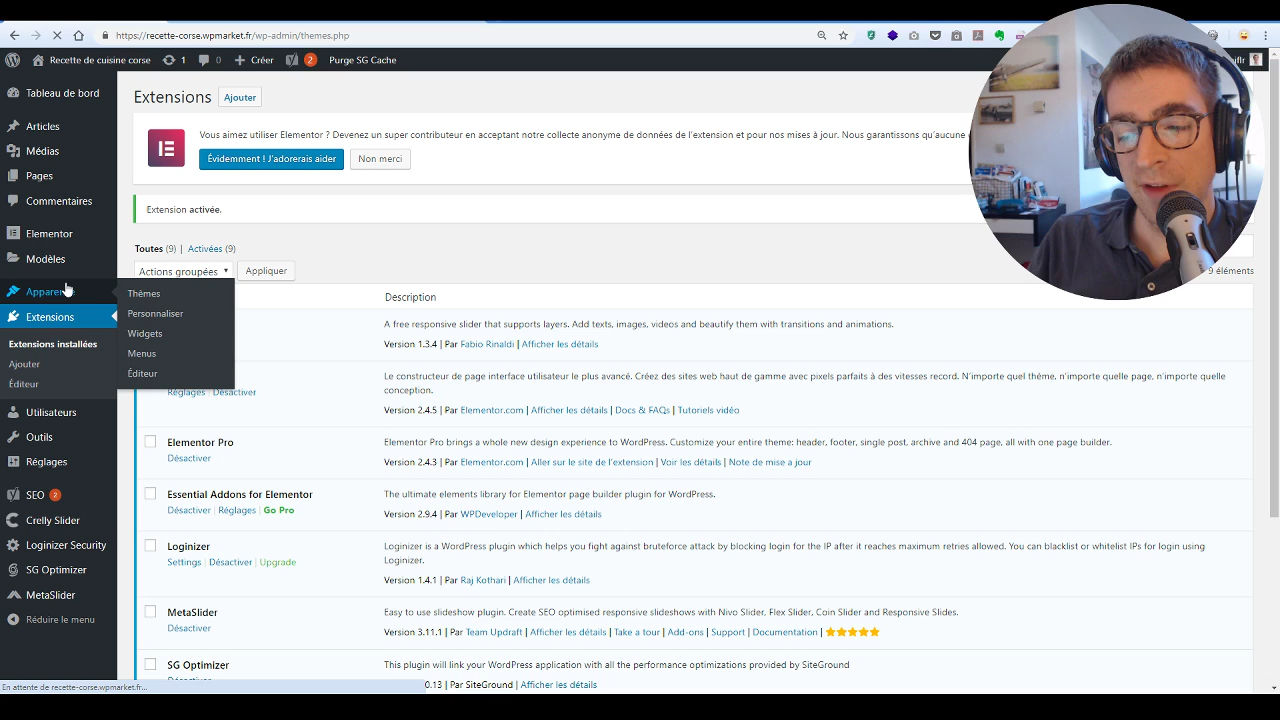 https://recette-corse.wpmarket.fr/wp-admin/themes.php
Recette de cuisine corse
1
0
Créer
2
Purge SG Cache
Tableau de bord
Articles
Médias
Pages
Commentaires
Elementor
Modèles
Extensions
Extensions installées
Ajouter
Éditeur
Utilisateurs
Outils
Réglages
SEO 2
Crelly Slider
Loginizer Security
SG Optimizer
MetaSlider
Réduire le menu
Thèmes
Personnaliser
Widgets
Menus
Éditeur
Extensions
Ajouter
Vous aimez utiliser Elementor ? Devenez un super contributeur en acceptant notre collecte anonyme de données de l'extension et pour nos mises à jour. Nous garantissons qu'aucune
Évidemment ! J'adorerais aider
Non merci
Extension activée.
Toutes (9) | Activées (9)
Actions groupées
Appliquer
9 éléments
Description
A free responsive slider that supports layers. Add texts, images, videos and beautify them with transitions and animations.
Version 1.3.4 | Par Fabio Rinaldi | Afficher les détails
Le constructeur de page interface utilisateur le plus avancé. Créez des sites web haut de gamme avec pixels parfaits à des vitesses record. N'importe quel thème, n'importe quelle page, n'importe quelle
conception.
Réglages | Désactiver
Version 2.4.5 | Par Elementor.com | Afficher les détails | Docs & FAQs | Tutoriels vidéo
Elementor Pro
Elementor Pro brings a whole new design experience to WordPress. Customize your entire theme: header, footer, single post, archive and 404 page, all with one page builder.
Désactiver
Version 2.4.3 | Par Elementor.com | Aller sur le site de l'extension | Voir les détails | Note de mise a jour
Essential Addons for Elementor
The ultimate elements library for Elementor page builder plugin for WordPress.
Désactiver | Réglages | Go Pro
Version 2.9.4 | Par WPDeveloper | Afficher les détails
Loginizer
Loginizer is a WordPress plugin which helps you fight against bruteforce attack by blocking login for the IP after it reaches maximum retries allowed. You can blacklist or whitelist IPs for login using
Loginizer.
Settings | Désactiver | Upgrade
Version 1.4.1 | Par Raj Kothari | Afficher les détails
MetaSlider
Easy to use slideshow plugin. Create SEO optimised responsive slideshows with Nivo Slider, Flex Slider, Coin Slider and Responsive Slides.
Désactiver
Version 3.11.1 | Par Team Updraft | Afficher les détails | Take a tour | Add-ons | Support | Documentation |
SG Optimizer
This plugin will link your WordPress application with all the performance optimizations provided by SiteGround
0.13 | Par SiteGround | Afficher les détails
En attente de recette-corse.wpmarket.fr...